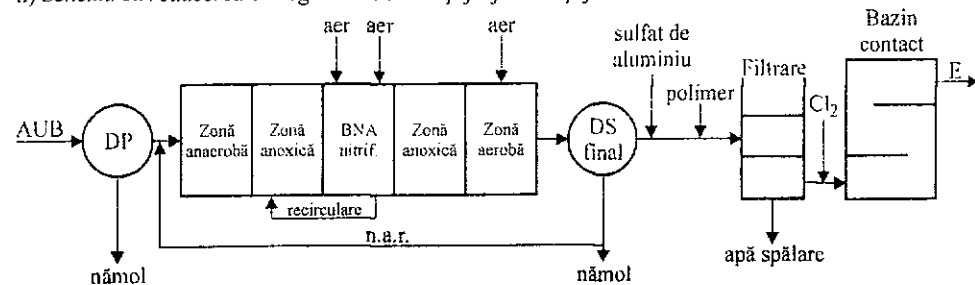 aer aer aer
sulfat de
aluminiu
polimer
Filtrare
Bazin
contact
E
Cl₂
AUB
DP
Zonă
anaerobă
Zonă
anoxică
BNA
nitrif.
Zonă
anoxică
Zonă
aerobă
DS
final
recirculare
n.a.r.
nămol
nămol
apă spălare